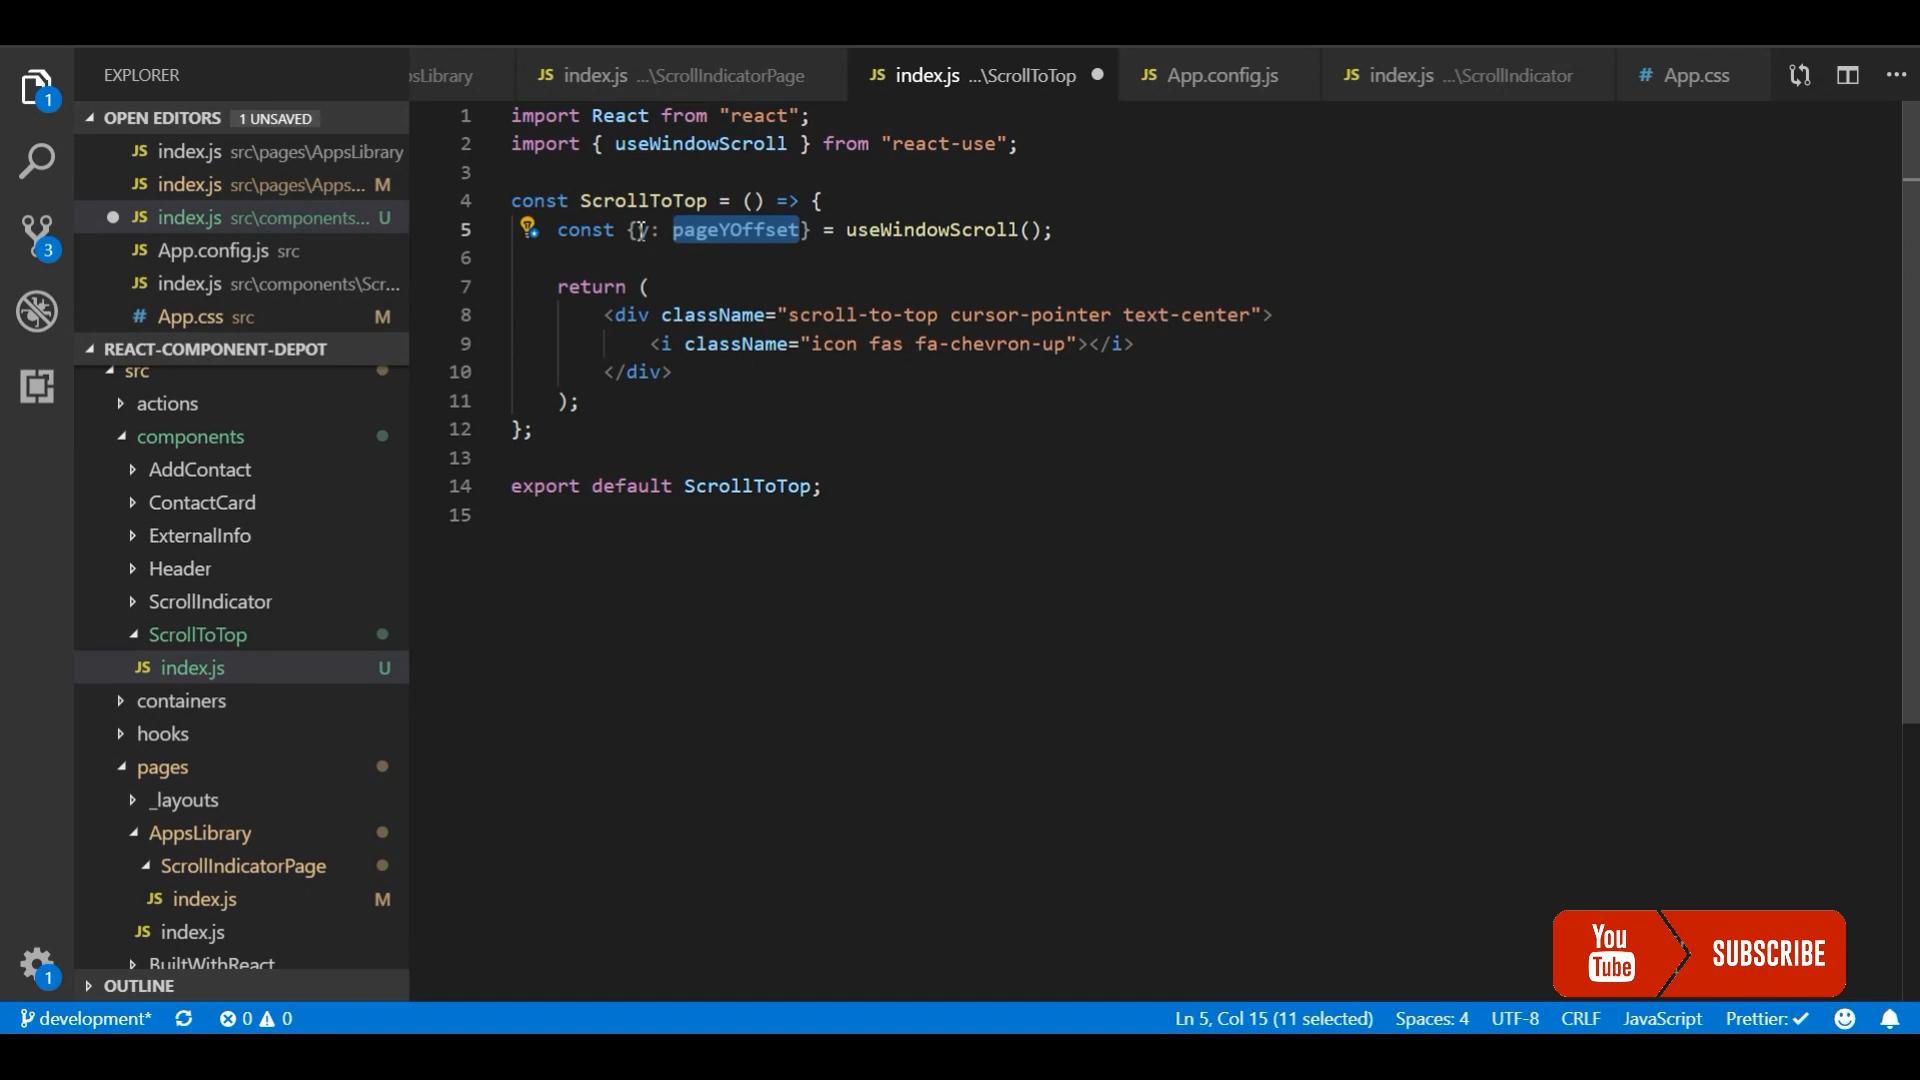 EXPLORER
sLibrary
JS index.js ...\ScrollIndicatorPage
JS index.js ...\ScrollToTop
JS App.config.js
JS index.js ...\ScrollIndicator
# App.css
1
OPEN EDITORS 1 UNSAVED
JS index.js src\pages\AppsLibrary
JS index.js src\pages\Apps... M
JS index.js src\components... U
JS App.config.js src
JS index.js src\components\Scr...
# App.css src M
3
REACT-COMPONENT-DEPOT
src
actions
components
AddContact
ContactCard
ExternalInfo
Header
ScrollIndicator
ScrollToTop
JS index.js U
containers
hooks
pages
_layouts
AppsLibrary
ScrollIndicatorPage
JS index.js M
JS index.js
BuiltWithReact
OUTLINE
1
1 import React from "react";
2 import { useWindowScroll } from "react-use";
3
4 const ScrollToTop = () => {
5 const {y: pageYOffset} = useWindowScroll();
6
7 return (
8 <div className="scroll-to-top cursor-pointer text-center">
9 <i className="icon fas fa-chevron-up"></i>
10 </div>
11 );
12 };
13
14 export default ScrollToTop;
15
You Tube SUBSCRIBE
development* 0 0 Ln 5, Col 15 (11 selected) Spaces: 4 UTF-8 CRLF JavaScript Prettier: ✓